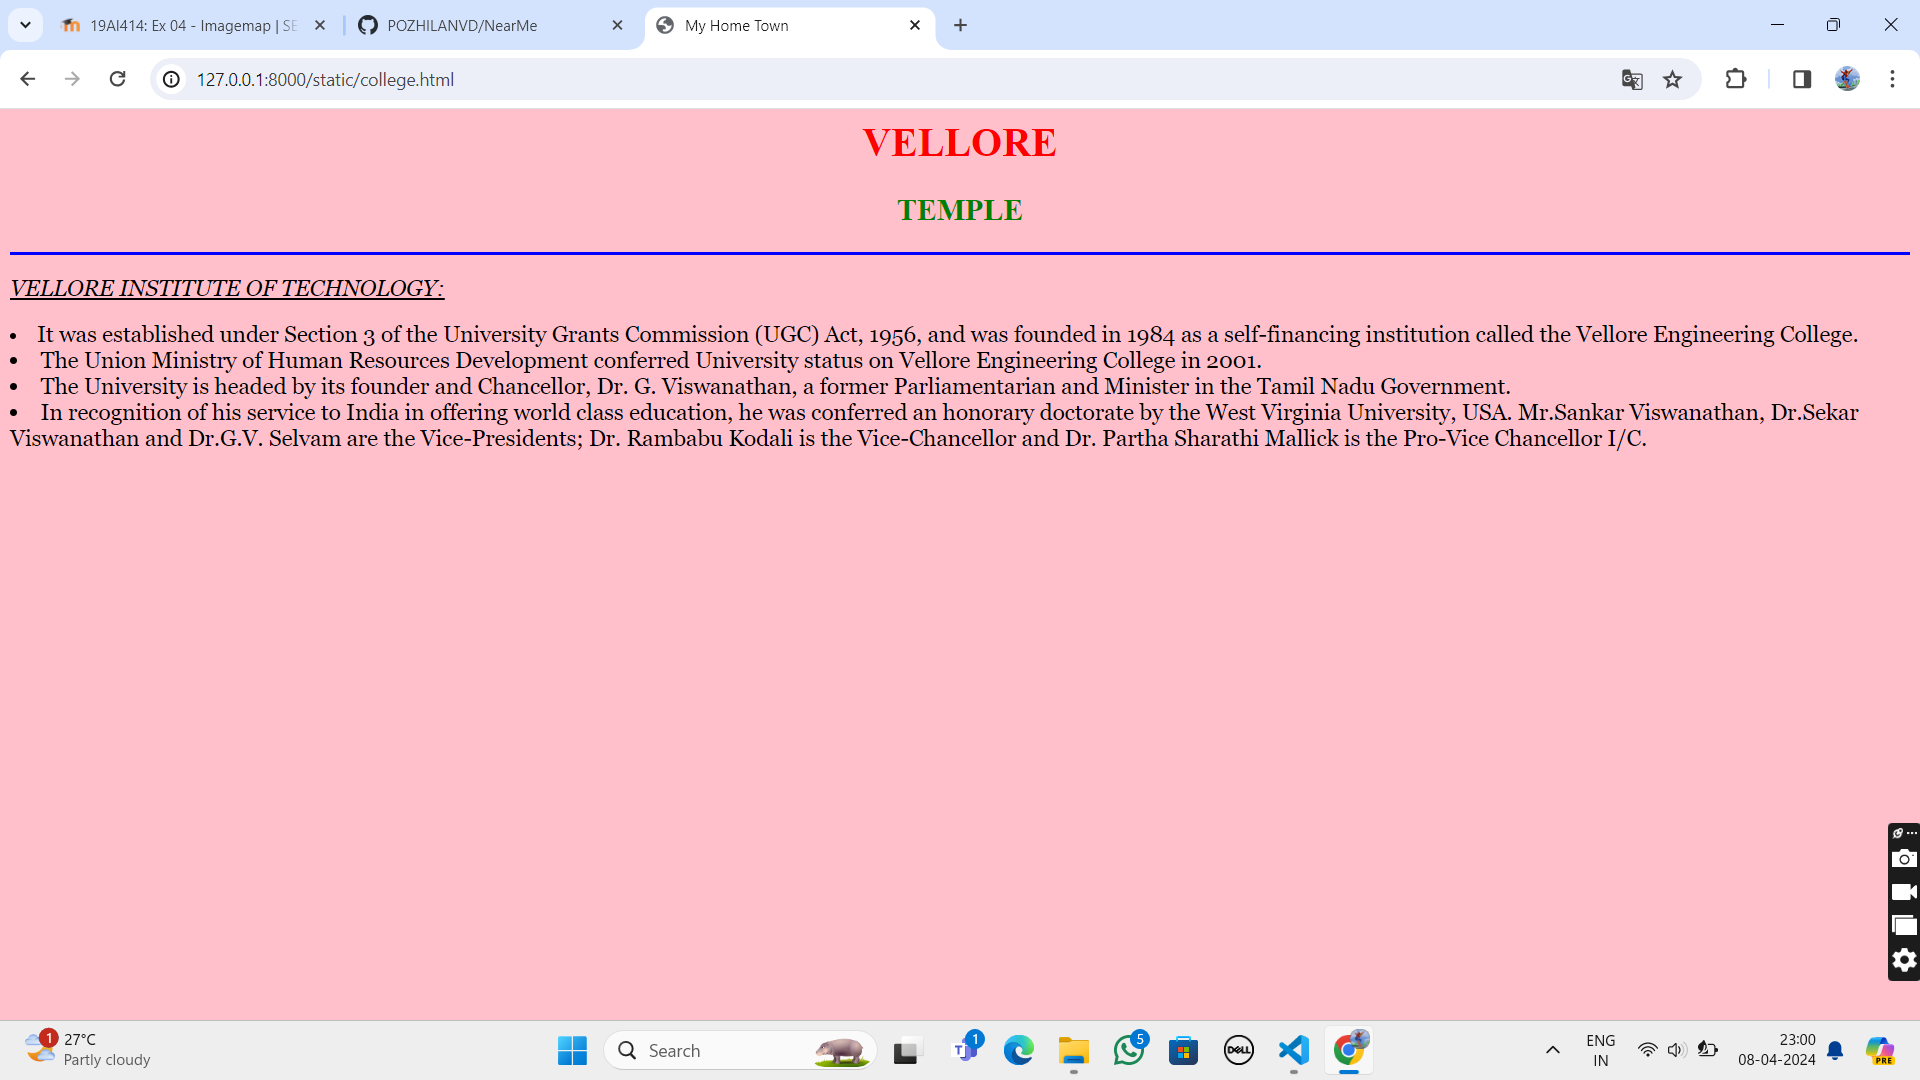 19AI414: Ex 04 - Imagemap | SE
POZHILANVD/NearMe
My Home Town
127.0.0.1:8000/static/college.html
VELLORE
TEMPLE
VELLORE INSTITUTE OF TECHNOLOGY:
• It was established under Section 3 of the University Grants Commission (UGC) Act, 1956, and was founded in 1984 as a self-financing institution called the Vellore Engineering College.
• The Union Ministry of Human Resources Development conferred University status on Vellore Engineering College in 2001.
• The University is headed by its founder and Chancellor, Dr. G. Viswanathan, a former Parliamentarian and Minister in the Tamil Nadu Government.
• In recognition of his service to India in offering world class education, he was conferred an honorary doctorate by the West Virginia University, USA. Mr.Sankar Viswanathan, Dr.Sekar
Viswanathan and Dr.G.V. Selvam are the Vice-Presidents; Dr. Rambabu Kodali is the Vice-Chancellor and Dr. Partha Sharathi Mallick is the Pro-Vice Chancellor I/C.
1
27°C
Partly cloudy
Search
1
5
DELL
ENG
IN
23:00
08-04-2024
PRE